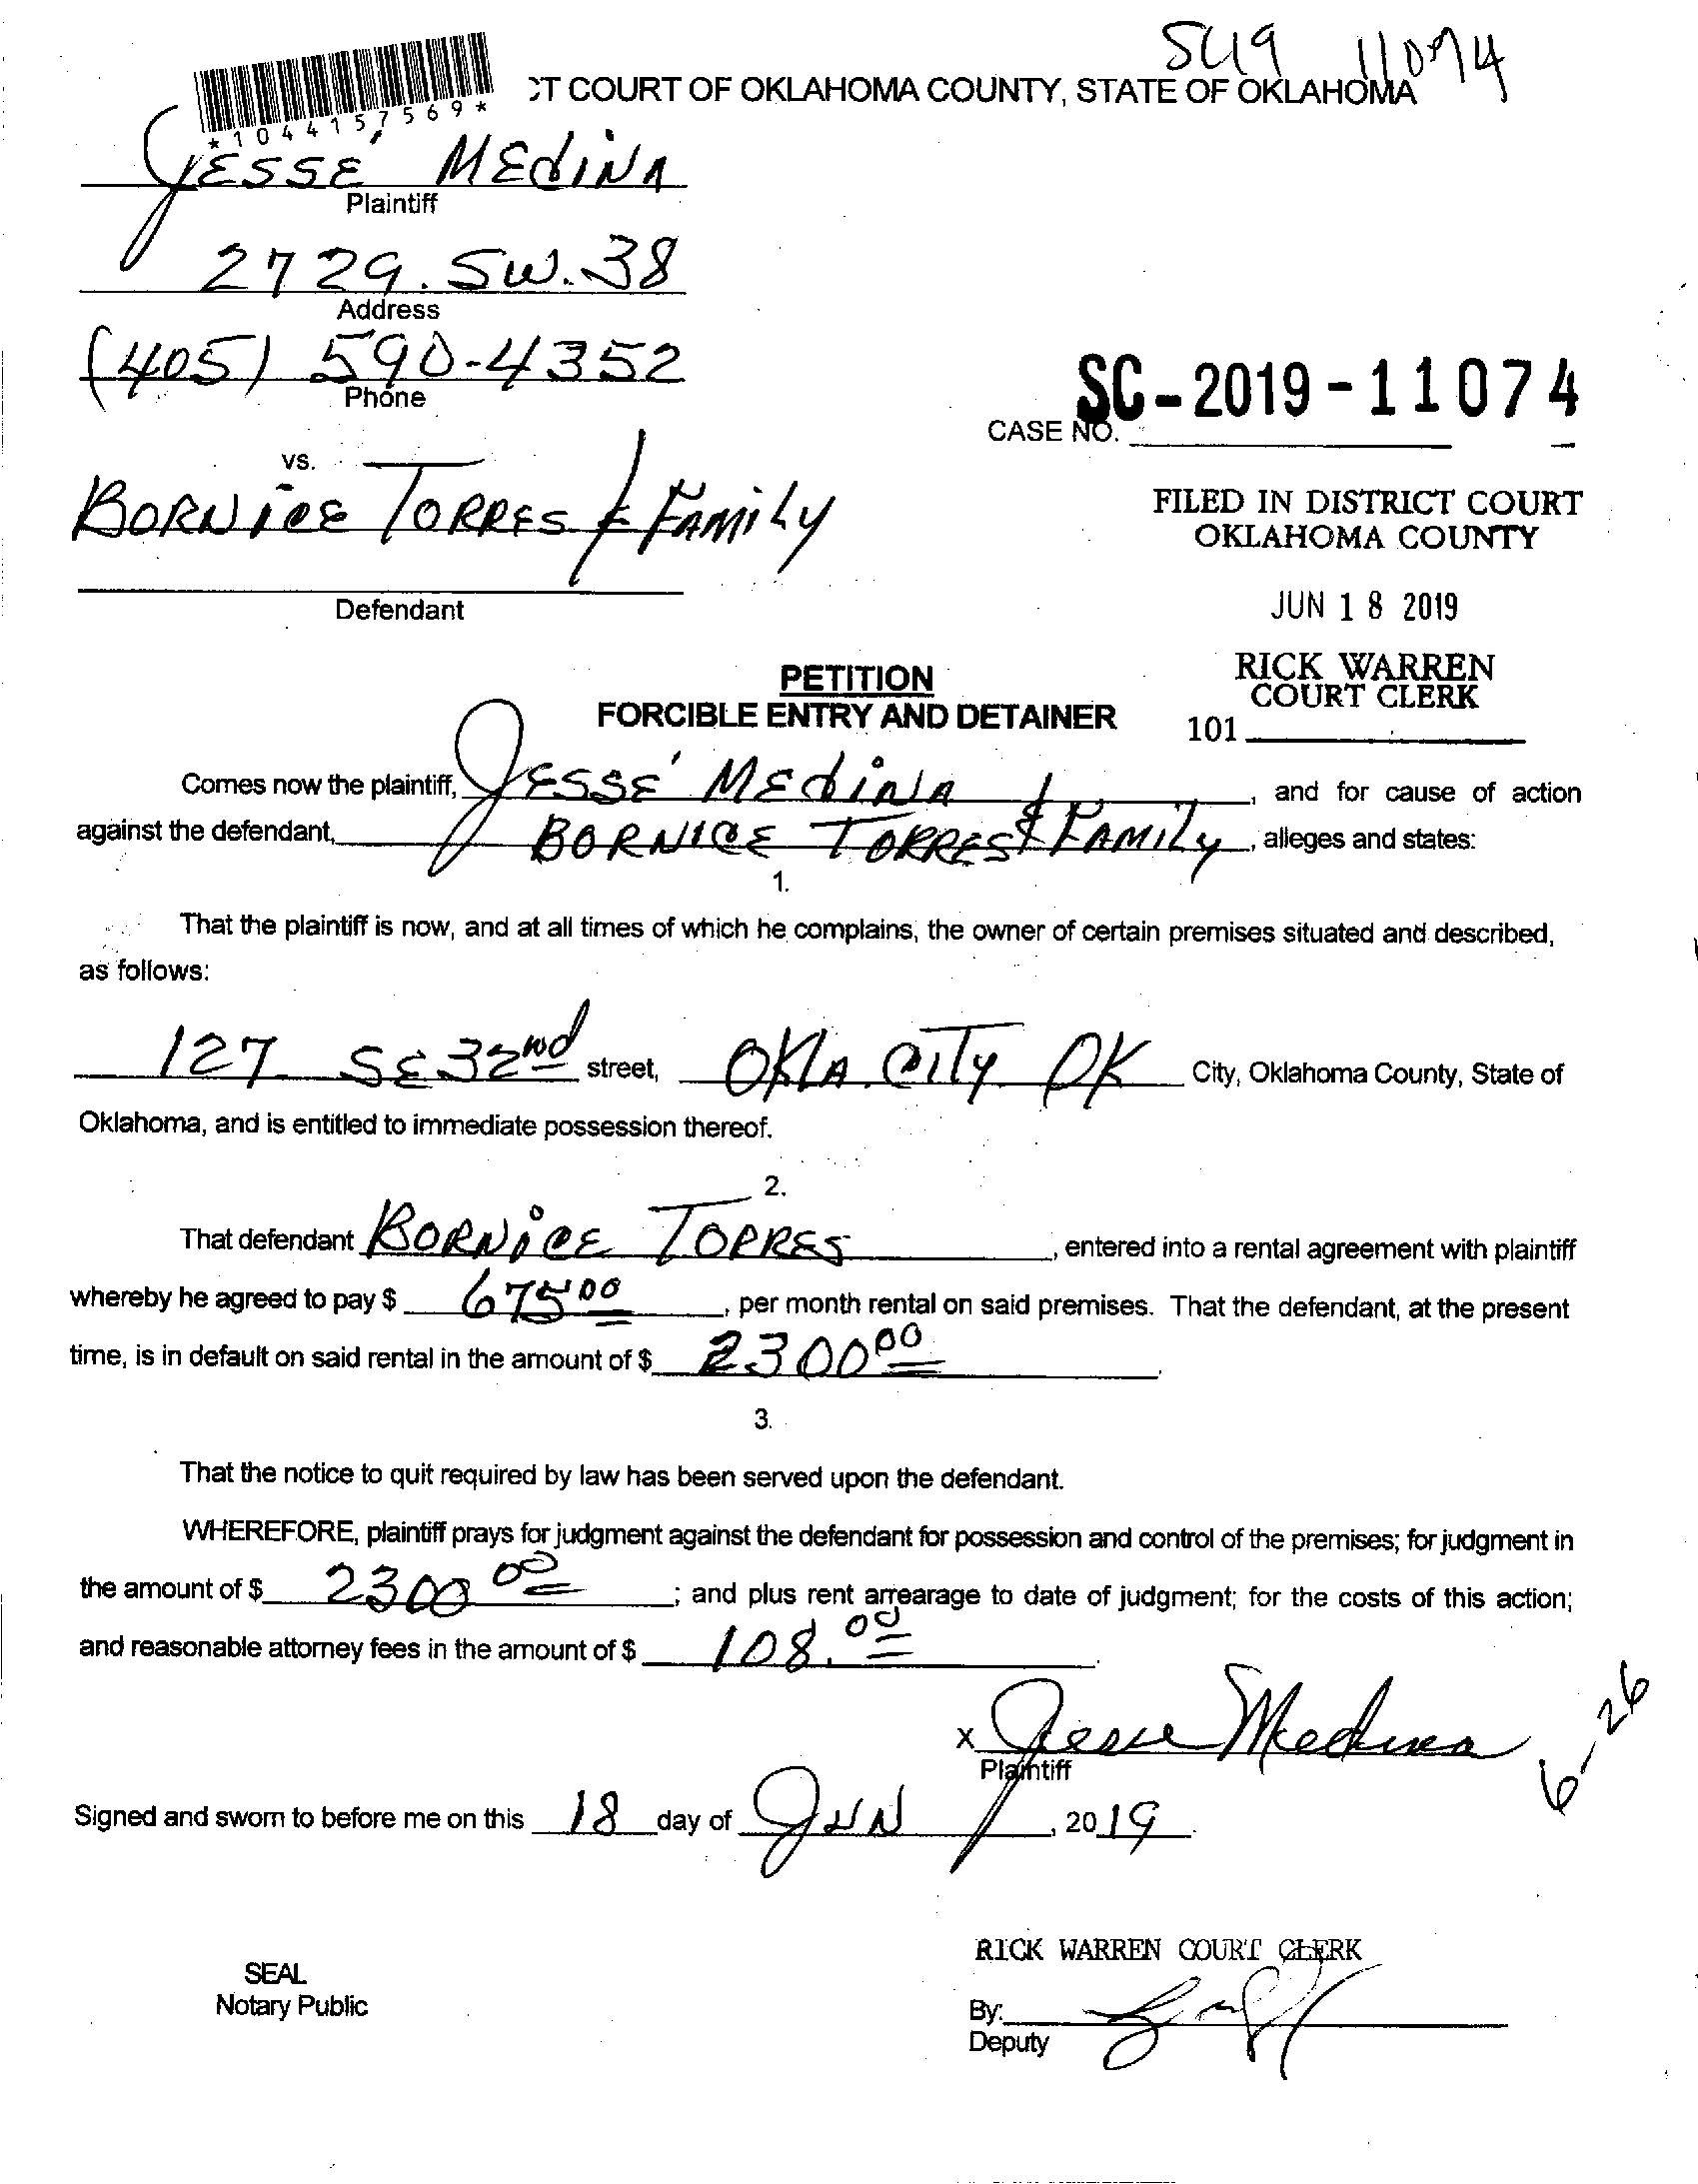 SC19 11074
*1044157569*
CT COURT OF OKLAHOMA COUNTY, STATE OF OKLAHOMA
JESSE' MEDINA
Plaintiff
2729. SW. 38
Address
(405) 590-4352
Phone
SC-2019-11074
CASE NO.
vs.
BORNICE TORRES & FAMILY
Defendant
FILED IN DISTRICT COURT
OKLAHOMA COUNTY
JUN 18 2019
RICK WARREN
COURT CLERK
101
PETITION
FORCIBLE ENTRY AND DETAINER
Comes now the plaintiff, JESSE' MEDINA, and for cause of action
against the defendant, BORNICE TORRES & FAMILY, alleges and states:
1.
That the plaintiff is now, and at all times of which he complains, the owner of certain premises situated and described,
as follows:
127 SE 32nd street, OKLA. CITY OK City, Oklahoma County, State of
Oklahoma, and is entitled to immediate possession thereof.
2.
That defendant BORNICE TORRES, entered into a rental agreement with plaintiff
whereby he agreed to pay $ 675 00, per month rental on said premises. That the defendant, at the present
time, is in default on said rental in the amount of $ 2300 00.
3.
That the notice to quit required by law has been served upon the defendant.
WHEREFORE, plaintiff prays for judgment against the defendant for possession and control of the premises; for judgment in
the amount of $ 2300 00; and plus rent arrearage to date of judgment; for the costs of this action;
and reasonable attorney fees in the amount of $ 108. 00.
x Jesse Medina
Plaintiff
6-26
Signed and sworn to before me on this 18 day of JUN, 2019.
RICK WARREN COURT CLERK
SEAL
Notary Public
By:
Deputy